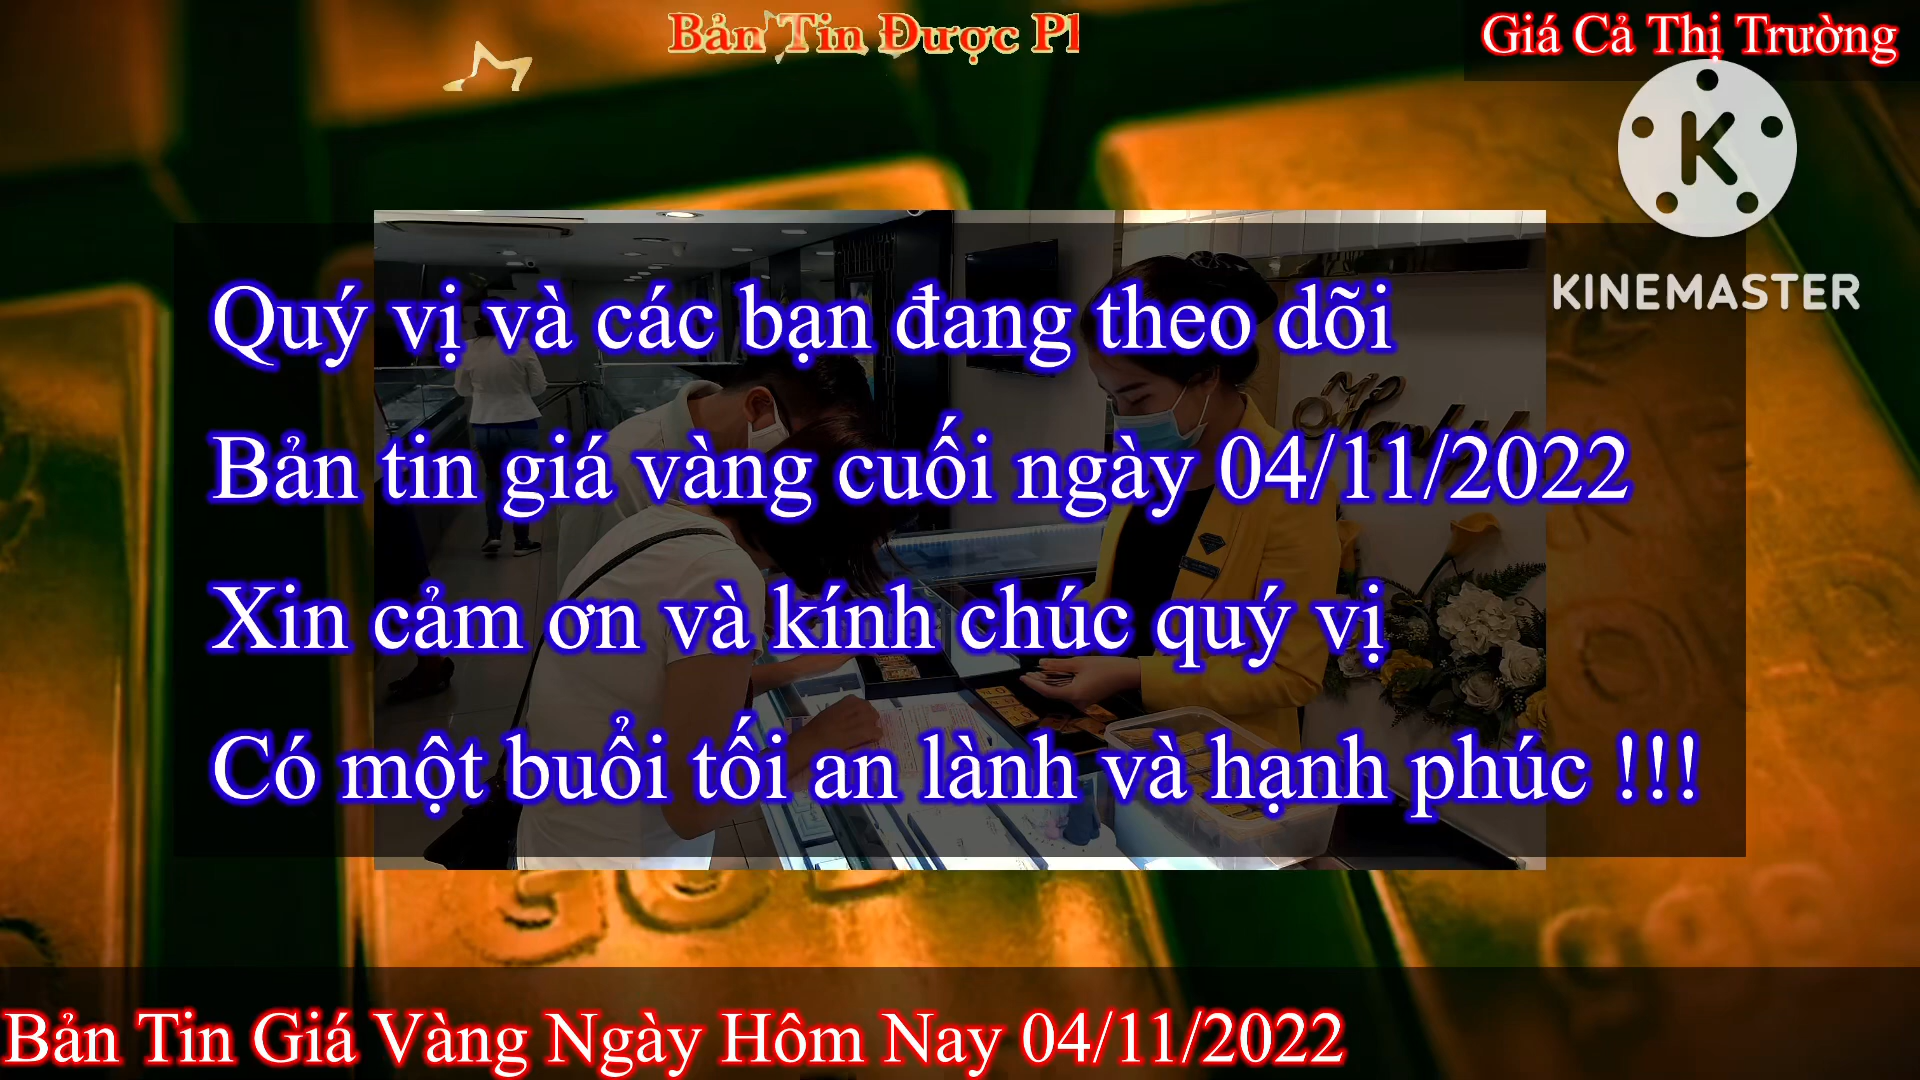 Bản Tin Được
Giá Cả Thị Trường
K
KINEMASTER
Quý vị và các bạn đang theo dõi
Bản tin giá vàng cuối ngày 04/11/2022
Xin cảm ơn và kính chúc quý vị
Có một buổi tối an lành và hạnh phúc !!!
Bản Tin Giá Vàng Ngày Hôm Nay 04/11/2022